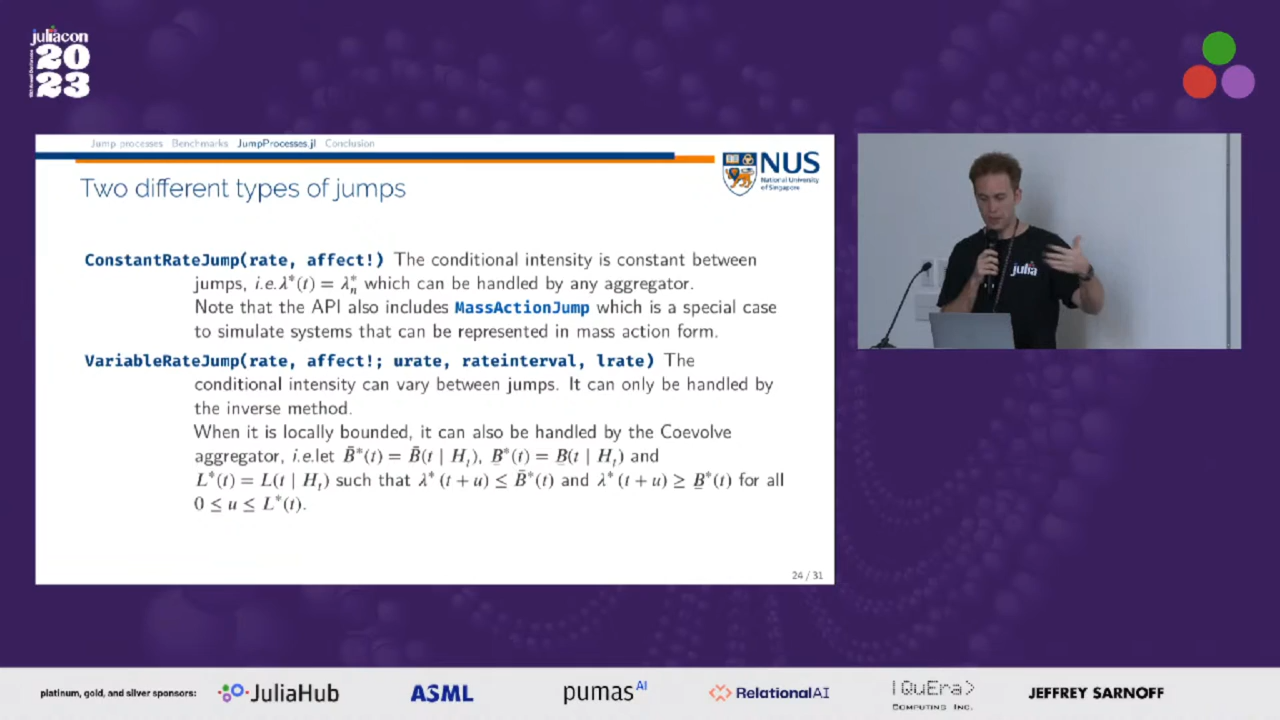 juliacon
20
23
Jump processes Benchmarks JumpProcesses.jl Conclusion
NUS
National University
of Singapore
Two different types of jumps
ConstantRateJump(rate, affect!) The conditional intensity is constant between
jumps, i.e.λ*(t) = λ*ₙ which can be handled by any aggregator.
Note that the API also includes MassActionJump which is a special case
to simulate systems that can be represented in mass action form.
VariableRateJump(rate, affect!; urate, rateinterval, lrate) The
conditional intensity can vary between jumps. It can only be handled by
the inverse method.
When it is locally bounded, it can also be handled by the Coevolve
aggregator, i.e.let B̄*(t) = B̄(t | Hₜ), B̲*(t) = B̲(t | Hₜ) and
L*(t) = L(t | Hₜ) such that λ* (t + u) ≤ B̄*(t) and λ* (t + u) ≥ B̲*(t) for all
0 ≤ u ≤ L*(t).
24 / 31
julia
platinum, gold, and silver sponsors:
JuliaHub
ASML
pumas AI
RelationalAI
|QuEra>
COMPUTING INC.
JEFFREY SARNOFF